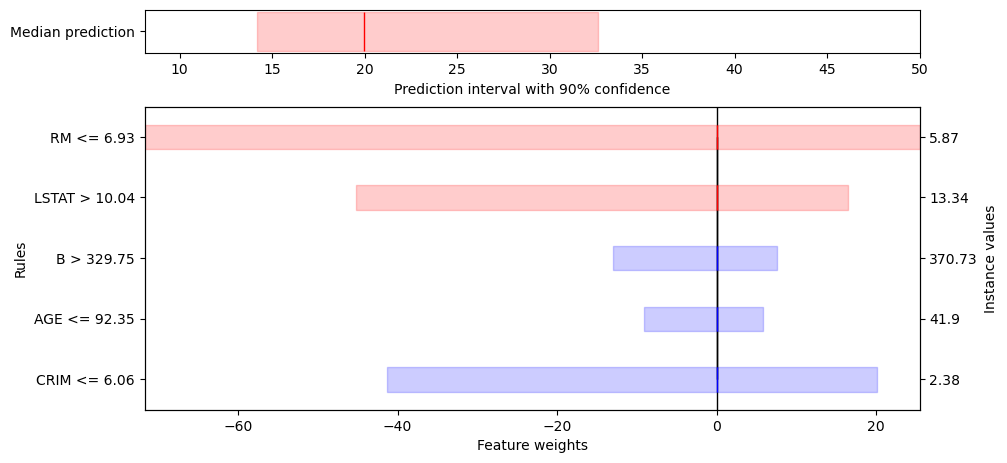 Median prediction
10 15 20 25 30 35 40 45 50
Prediction interval with 90% confidence
Rules
RM <= 6.93 5.87
LSTAT > 10.04 13.34
B > 329.75 370.73
AGE <= 92.35 41.9
CRIM <= 6.06 2.38
Instance values
−60 −40 −20 0 20
Feature weights